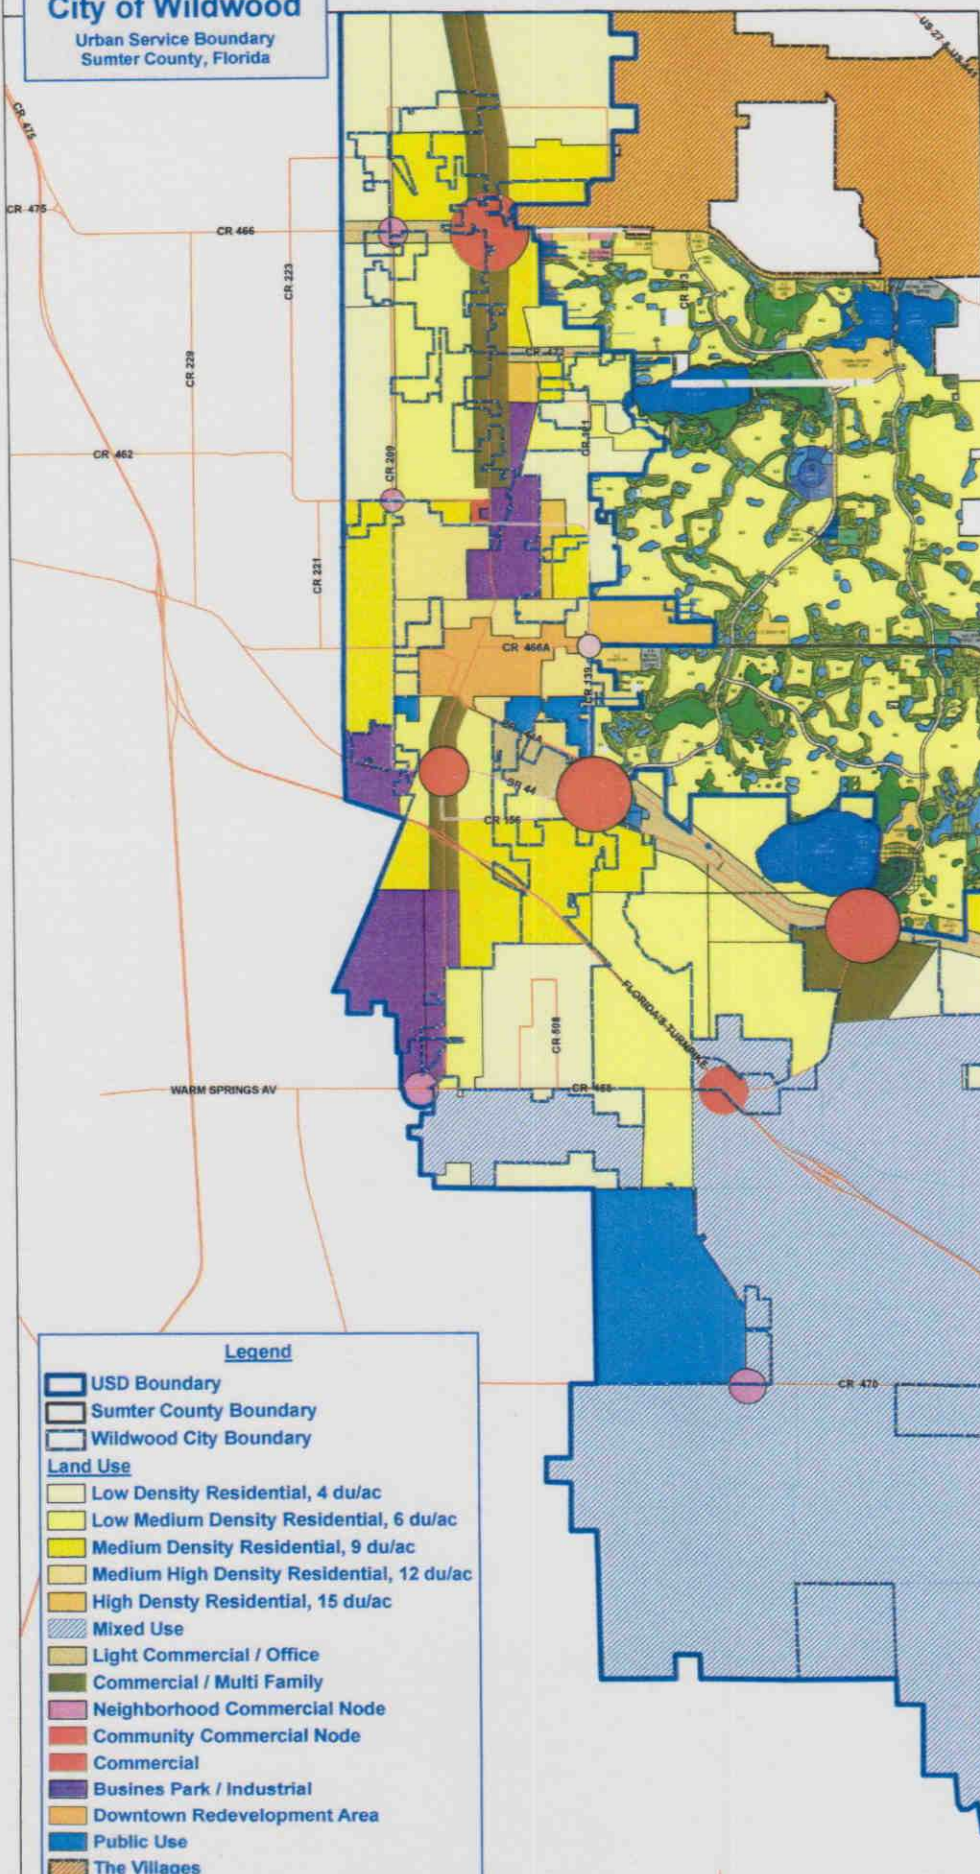 City of Wildwood
Urban Service Boundary
Sumter County, Florida
US 27 & US 441
CR 475
CR 475
CR 466
CR 223
CR 229
CR 462
CR 209
CR 221
CR 466A
CR 139
SR 44
CR 156
FLORIDA'S TURNPIKE
CR 508
WARM SPRINGS AV
CR 470
Legend
USD Boundary
Sumter County Boundary
Wildwood City Boundary
Land Use
Low Density Residential, 4 du/ac
Low Medium Density Residential, 6 du/ac
Medium Density Residential, 9 du/ac
Medium High Density Residential, 12 du/ac
High Densty Residential, 15 du/ac
Mixed Use
Light Commercial / Office
Commercial / Multi Family
Neighborhood Commercial Node
Community Commercial Node
Commercial
Busines Park / Industrial
Downtown Redevelopment Area
Public Use
The Villages